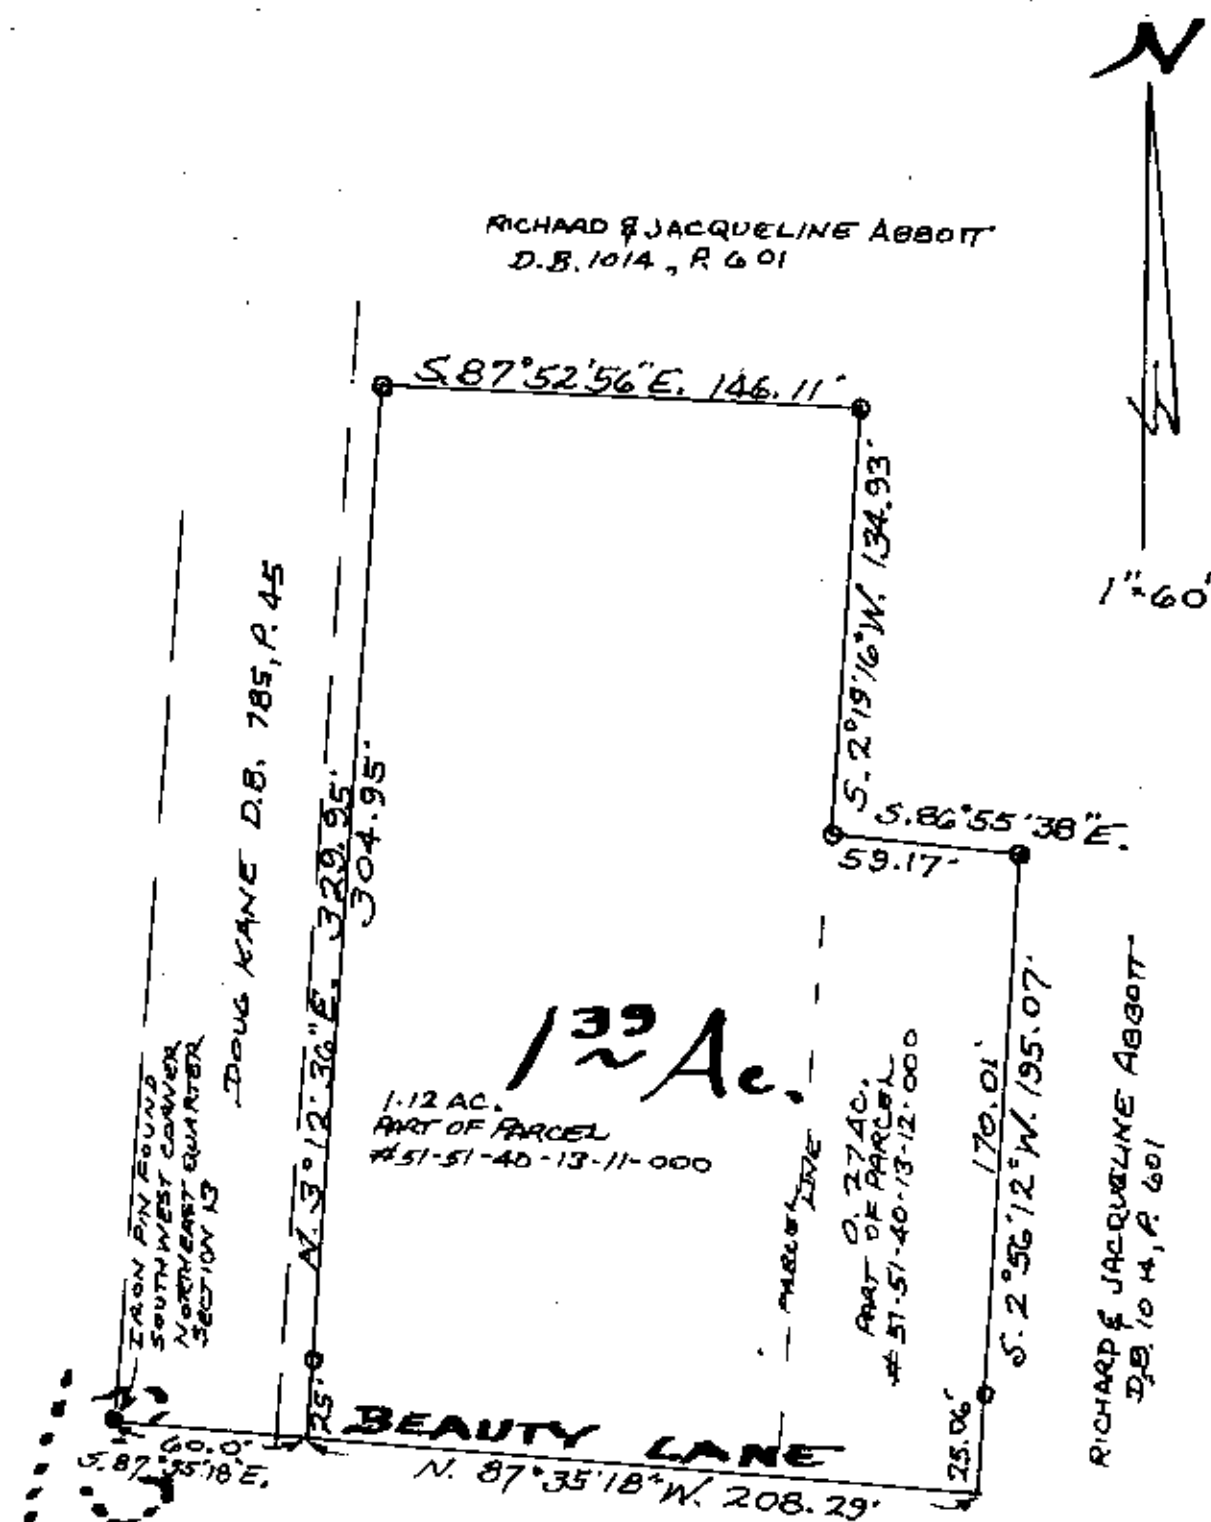 N
RICHARD & JACQUELINE ABBOTT
D.B. 1014, P. 601
S.87°52'56"E. 146.11'
S. 2°19'16"W. 134.93'
1"=60'
DOUG KANE D.B. 785, P. 45
N. 3°12'36"E. 329.95'
304.95'
S.86°55'38"E.
59.17'
1 39 Ac.
1.12 AC.
PART OF PARCEL
#51-51-40-13-11-000
PARCEL LINE
0.27 AC.
PART OF PARCEL
#51-51-40-13-12-000
170.01'
S. 2°56'12"W. 195.07'
RICHARD & JACQUELINE ABBOTT
D.B. 1014, P. 601
IRON PIN FOUND
SOUTHWEST CORNER
NORTHEAST QUARTER
SECTION 13
25'
BEAUTY LANE
25.06'
60.0'
S. 87°35'18"E.
N. 87°35'18"W. 208.29'